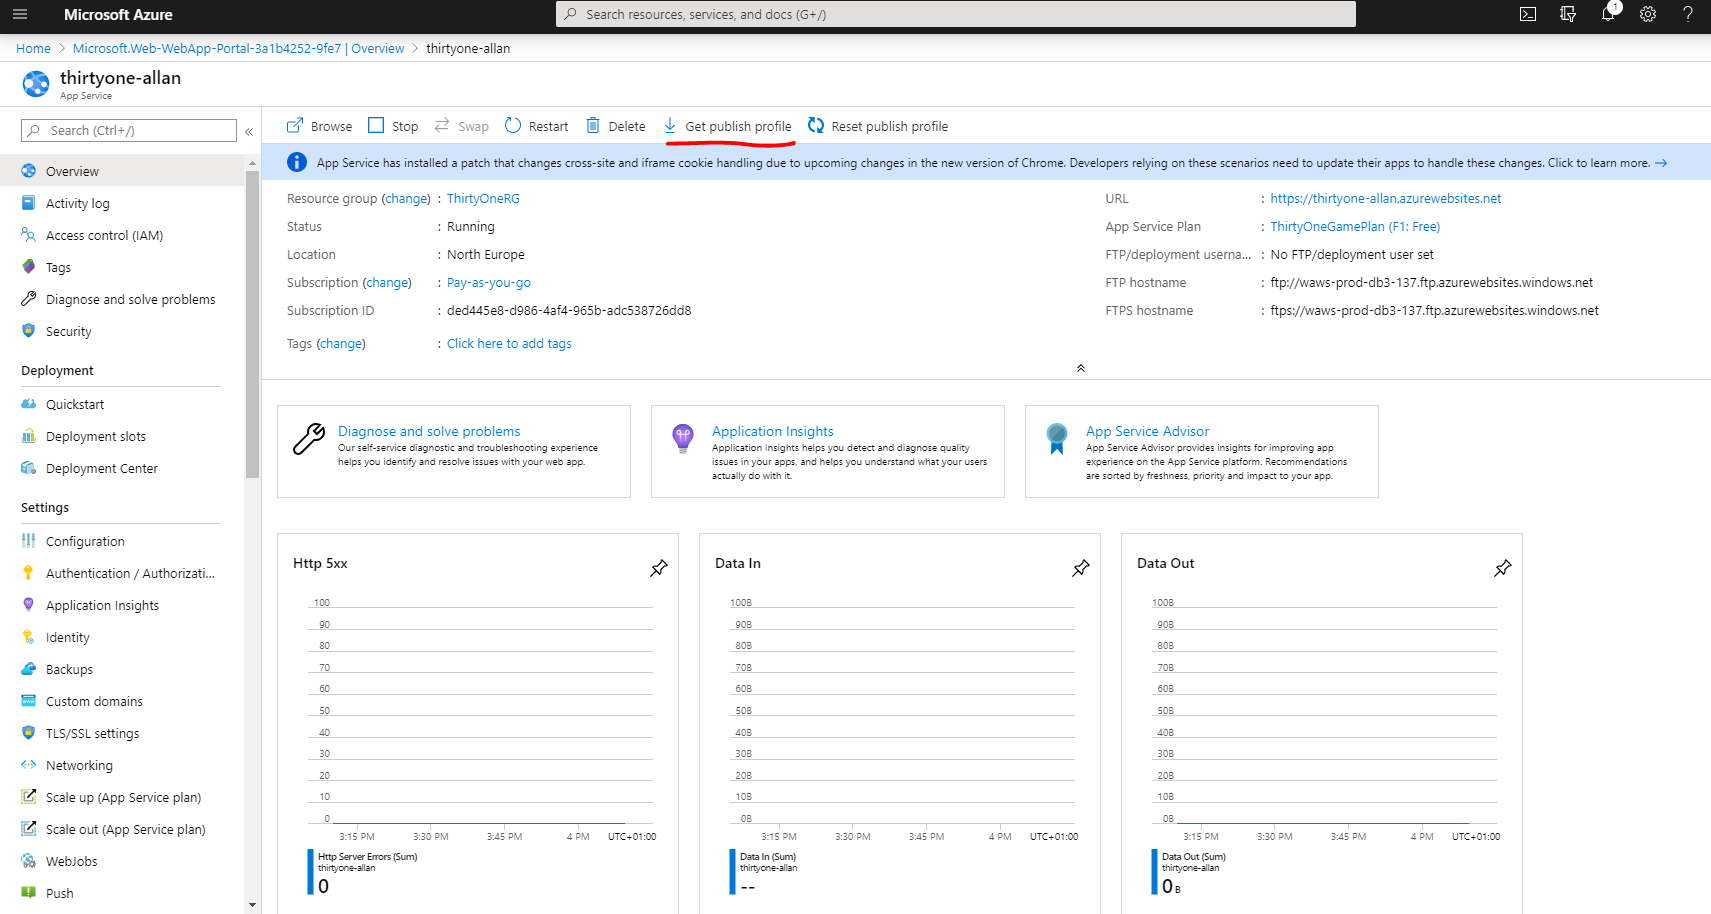 Microsoft Azure
Search resources, services, and docs (G+/)
1
Home > Microsoft.Web-WebApp-Portal-3a1b4252-9fe7 | Overview > thirtyone-allan
thirtyone-allan
App Service
Search (Ctrl+/)
«
Overview
Activity log
Access control (IAM)
Tags
Diagnose and solve problems
Security
Deployment
Quickstart
Deployment slots
Deployment Center
Settings
Configuration
Authentication / Authorizati...
Application Insights
Identity
Backups
Custom domains
TLS/SSL settings
Networking
Scale up (App Service plan)
Scale out (App Service plan)
WebJobs
Push
Browse Stop Swap Restart Delete Get publish profile Reset publish profile
App Service has installed a patch that changes cross-site and iframe cookie handling due to upcoming changes in the new version of Chrome. Developers relying on these scenarios need to update their apps to handle these changes. Click to learn more. →
Resource group (change) : ThirtyOneRG
Status : Running
Location : North Europe
Subscription (change) : Pay-as-you-go
Subscription ID : ded445e8-d986-4af4-965b-adc538726dd8
Tags (change) : Click here to add tags
URL : https://thirtyone-allan.azurewebsites.net
App Service Plan : ThirtyOneGamePlan (F1: Free)
FTP/deployment userna... : No FTP/deployment user set
FTP hostname : ftp://waws-prod-db3-137.ftp.azurewebsites.windows.net
FTPS hostname : ftps://waws-prod-db3-137.ftp.azurewebsites.windows.net
Diagnose and solve problems
Our self-service diagnostic and troubleshooting experience
helps you identify and resolve issues with your web app.
Application Insights
Application Insights helps you detect and diagnose quality
issues in your apps, and helps you understand what your users
actually do with it.
App Service Advisor
App Service Advisor provides insights for improving app
experience on the App Service platform. Recommendations
are sorted by freshness, priority and impact to your app.
Http 5xx
100
90
80
70
60
50
40
30
20
10
0
3:15 PM 3:30 PM 3:45 PM 4 PM UTC+01:00
Http Server Errors (Sum)
thirtyone-allan
0
Data In
100B
90B
80B
70B
60B
50B
40B
30B
20B
10B
0B
3:15 PM 3:30 PM 3:45 PM 4 PM UTC+01:00
Data In (Sum)
thirtyone-allan
--
Data Out
100B
90B
80B
70B
60B
50B
40B
30B
20B
10B
0B
3:15 PM 3:30 PM 3:45 PM 4 PM UTC+01:00
Data Out (Sum)
thirtyone-allan
0 B